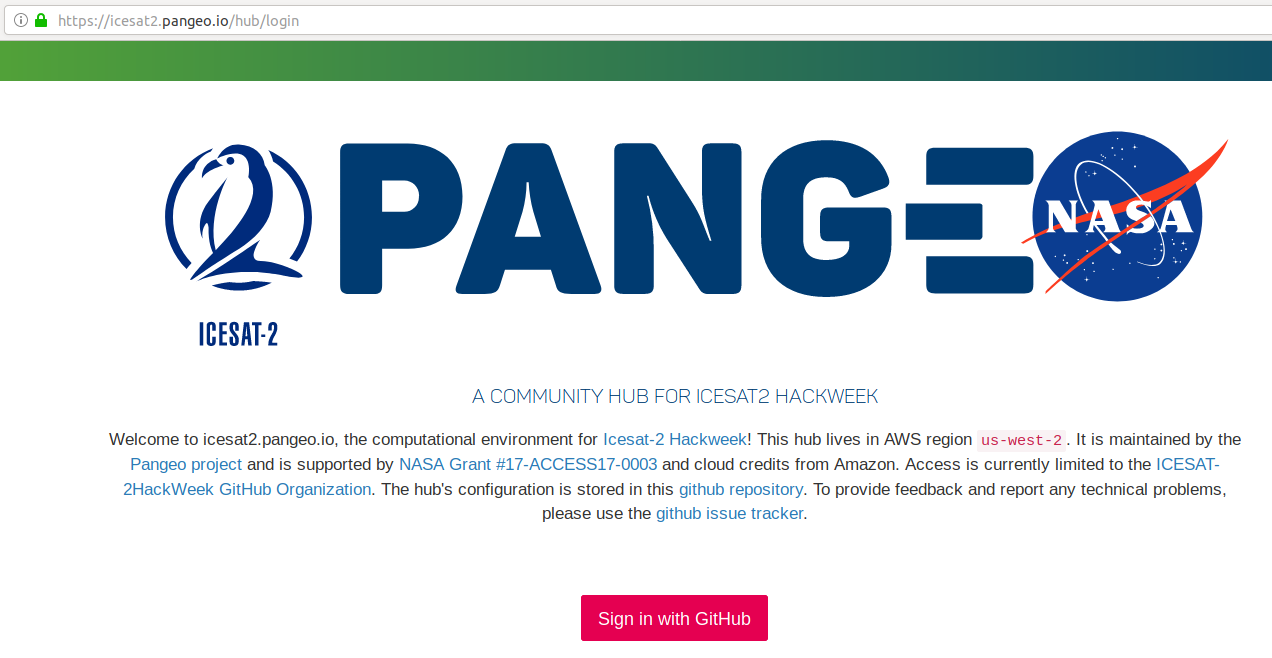 https://icesat2.pangeo.io/hub/login
PANGEO
NASA
ICESAT-2
A COMMUNITY HUB FOR ICESAT2 HACKWEEK
Welcome to icesat2.pangeo.io, the computational environment for Icesat-2 Hackweek! This hub lives in AWS region us-west-2. It is maintained by the
Pangeo project and is supported by NASA Grant #17-ACCESS17-0003 and cloud credits from Amazon. Access is currently limited to the ICESAT-
2HackWeek GitHub Organization. The hub's configuration is stored in this github repository. To provide feedback and report any technical problems,
please use the github issue tracker.
Sign in with GitHub